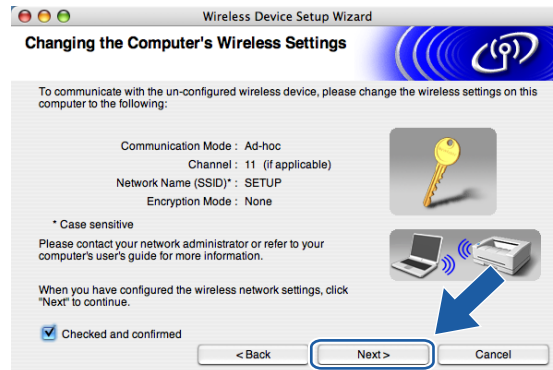 Wireless Device Setup Wizard
Changing the Computer's Wireless Settings
To communicate with the un-configured wireless device, please change the wireless settings on this
computer to the following:
Communication Mode : Ad-hoc
Channel : 11 (if applicable)
Network Name (SSID)* : SETUP
Encryption Mode : None
* Case sensitive
Please contact your network administrator or refer to your
computer's user's guide for more information.
When you have configured the wireless network settings, click
"Next" to continue.
Checked and confirmed
< Back Next > Cancel